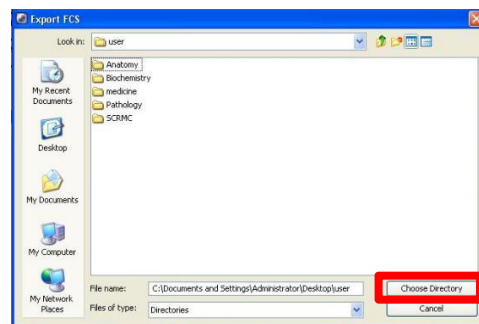 Export FCS
Look in: user
Anatomy
Biochemistry
medicine
Pathology
SCRMC
My Recent
Documents
Desktop
My Documents
My Computer
My Network
Places
File name: C:\Documents and Settings\Administrator\Desktop\user
Choose Directory
Files of type: Directories
Cancel